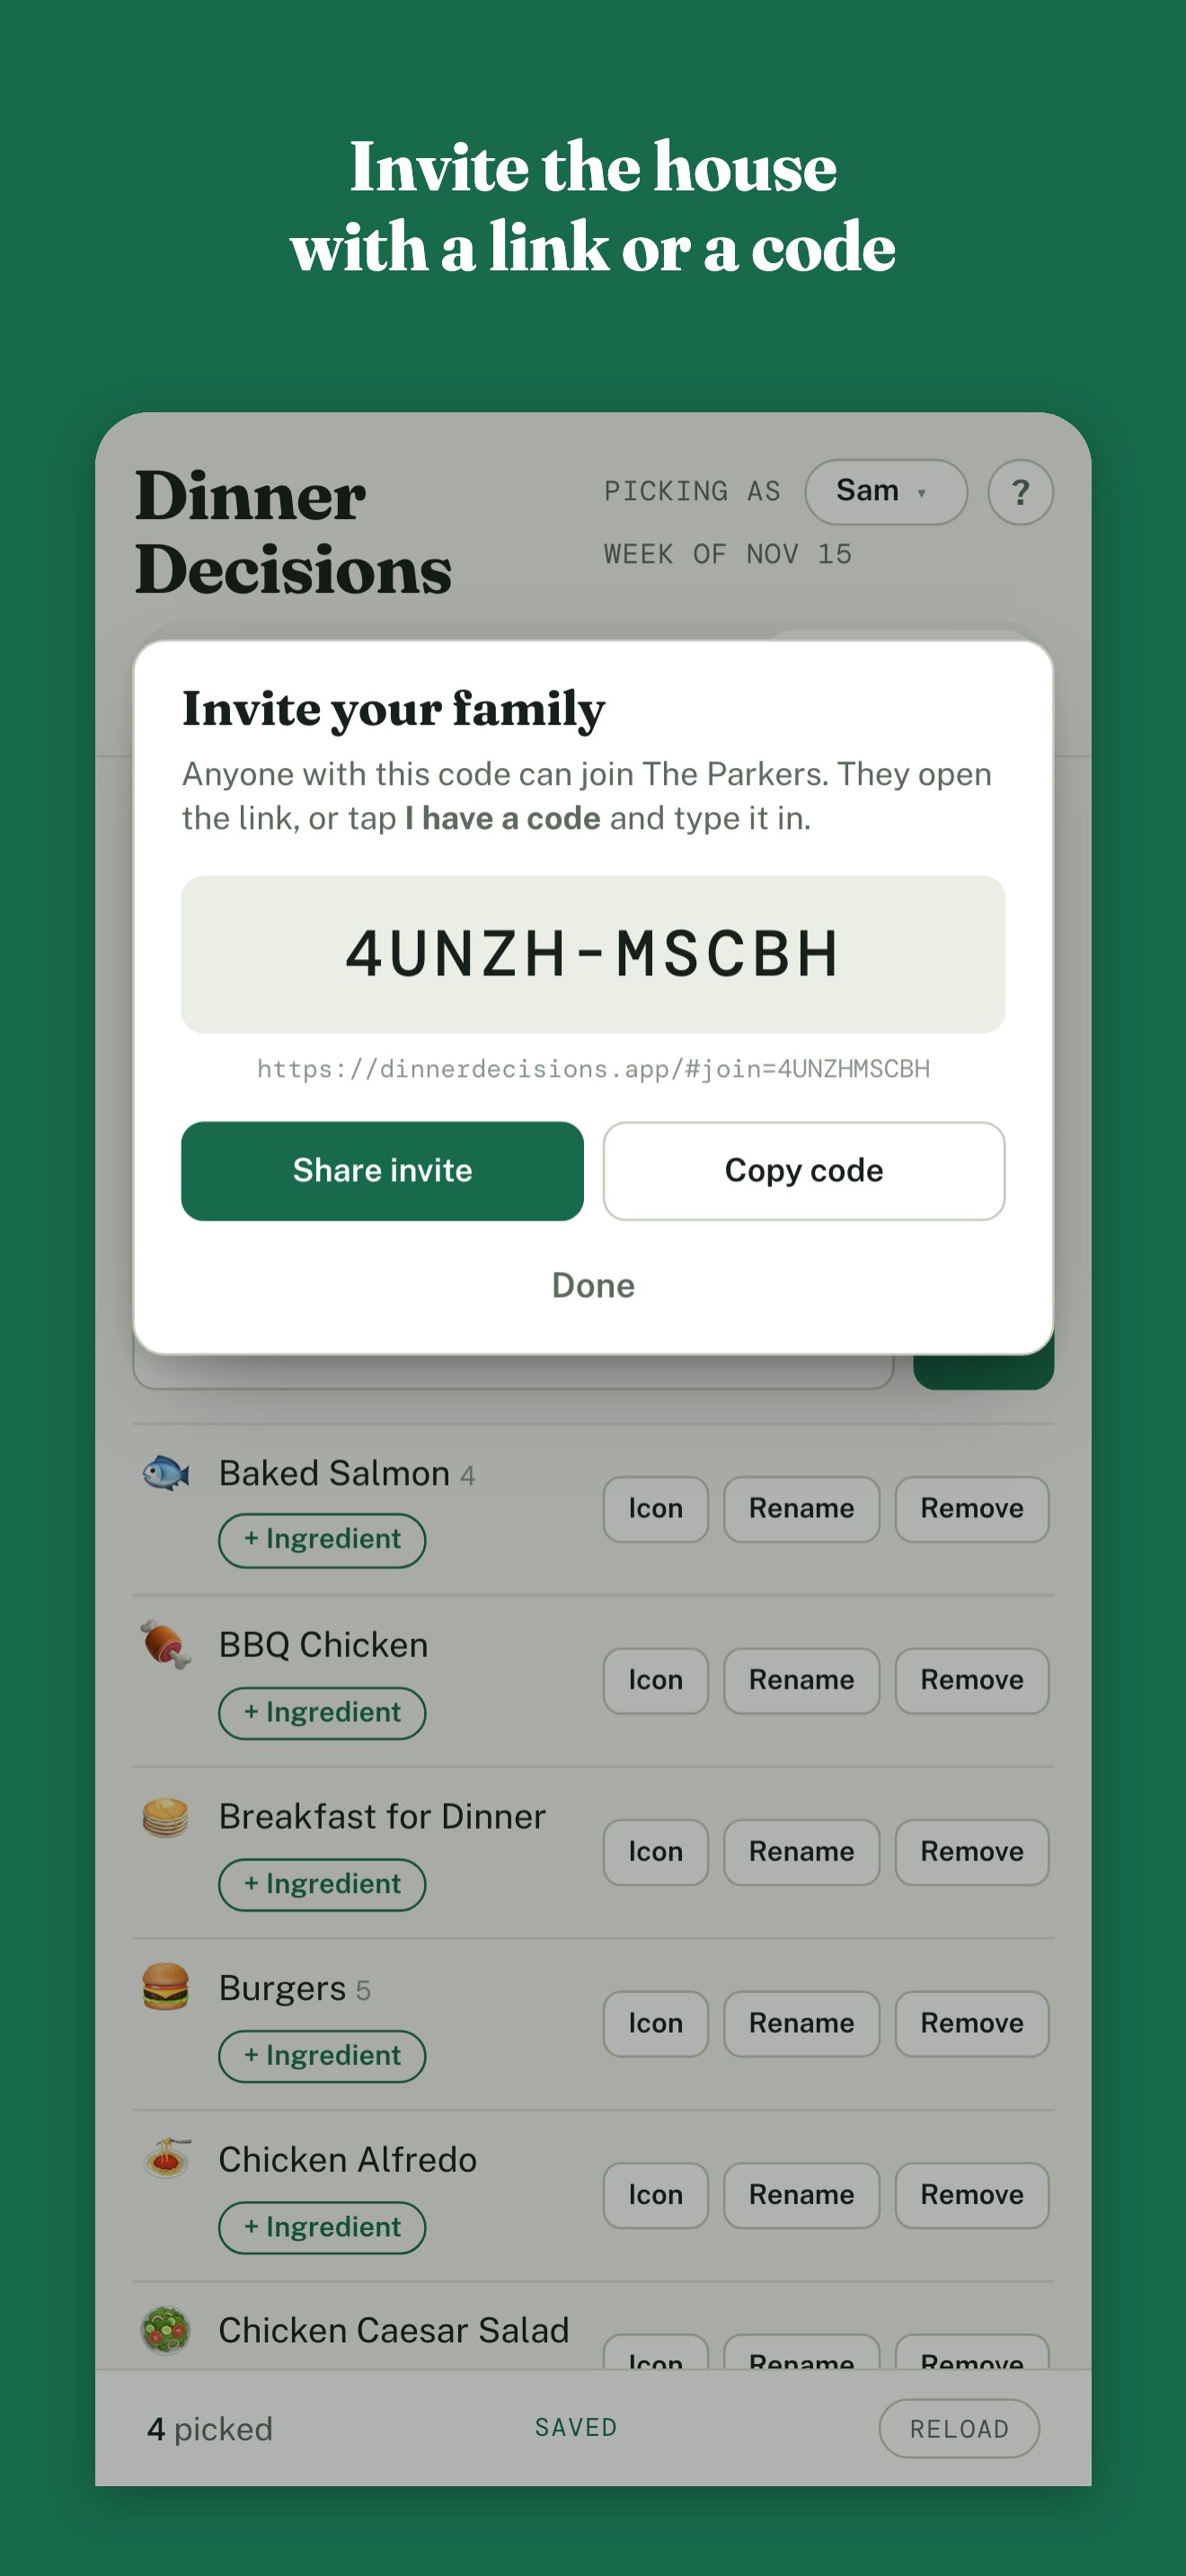 Invite the house
with a link or a code
Dinner
Decisions
PICKING AS Sam ▾ ?
WEEK OF NOV 15
Invite your family
Anyone with this code can join The Parkers. They open
the link, or tap I have a code and type it in.
4UNZH-MSCBH
https://dinnerdecisions.app/#join=4UNZHMSCBH
Share invite Copy code
Done
Baked Salmon 4
Icon Rename Remove
+ Ingredient
BBQ Chicken
Icon Rename Remove
+ Ingredient
Breakfast for Dinner
Icon Rename Remove
+ Ingredient
Burgers 5
Icon Rename Remove
+ Ingredient
Chicken Alfredo
Icon Rename Remove
+ Ingredient
Chicken Caesar Salad
Icon Rename Remove
4 picked SAVED RELOAD